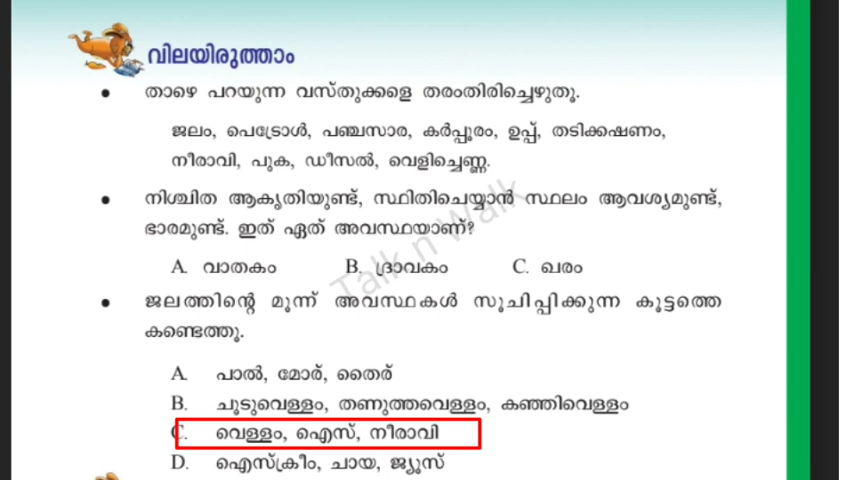 വിലയിരുത്താം
• താഴെ പറയുന്ന വസ്തുക്കളെ തരംതിരിച്ചെഴുതൂ.
ജലം, പെട്രോൾ, പഞ്ചസാര, കർപ്പൂരം, ഉപ്പ്, തടിക്കഷണം,
നീരാവി, പുക, ഡീസൽ, വെളിച്ചെണ്ണ.
• നിശ്ചിത ആകൃതിയുണ്ട്, സ്ഥിതിചെയ്യാൻ സ്ഥലം ആവശ്യമുണ്ട്,
ഭാരമുണ്ട്. ഇത് ഏത് അവസ്ഥയാണ്?
A. വാതകം B. ദ്രാവകം C. ഖരം
• ജലത്തിന്റെ മൂന്ന് അവസ്ഥകൾ സൂചിപ്പിക്കുന്ന കൂട്ടത്തെ
കണ്ടെത്തൂ.
A. പാൽ, മോര്, തൈര്
B. ചൂടുവെള്ളം, തണുത്തവെള്ളം, കഞ്ഞിവെള്ളം
C. വെള്ളം, ഐസ്, നീരാവി
D. ഐസ്ക്രീം, ചായ, ജ്യൂസ്
Talk n Walk